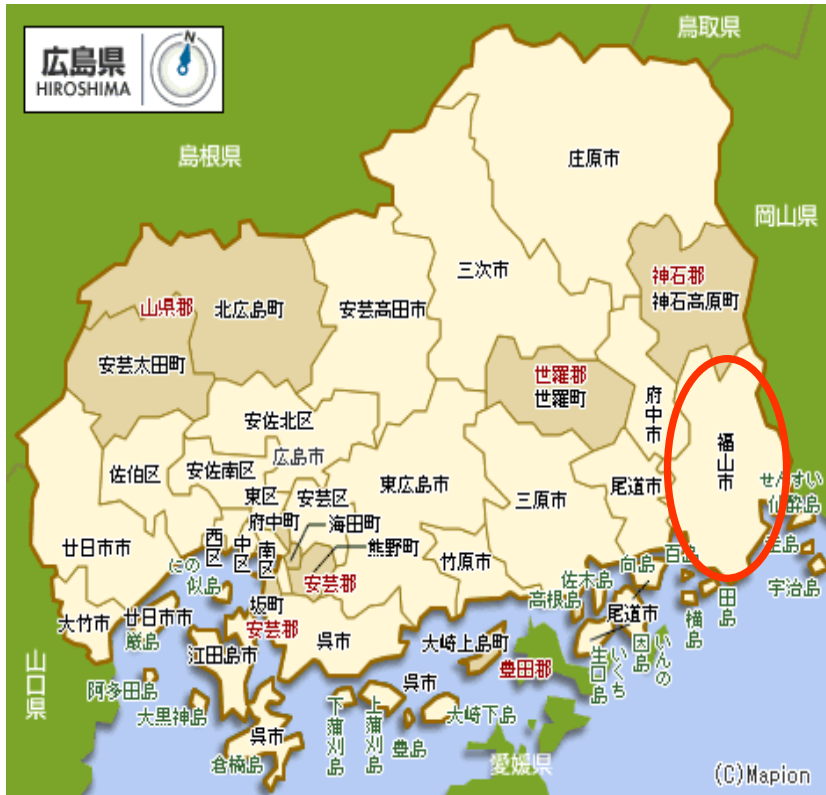 鳥取県
広島県
HIROSHIMA
N
島根県
庄原市
岡山県
三次市
神石郡
神石高原町
山県郡
北広島町
安芸高田市
安芸太田町
世羅郡
世羅町
府中市
福山市
安佐北区
広島市
佐伯区
安佐南区
東区
安芸区
東広島市
三原市
尾道市
せんすい
仙酔島
府中町
海田町
熊野町
西区
中区
南区
廿日市市
竹原市
百島
向島
走島
宇治島
にの
似島
安芸郡
佐木島
高根島
田島
横島
大竹市
廿日市市
厳島
坂町
安芸郡
呉市
尾道市
大崎上島町
豊田郡
江田島市
因島
いんの
生口島
いくち
山口県
阿多田島
大黒神島
呉市
下蒲刈島
上蒲刈島
豊島
大崎下島
呉市
倉橋島
愛媛県
(C)Mapion